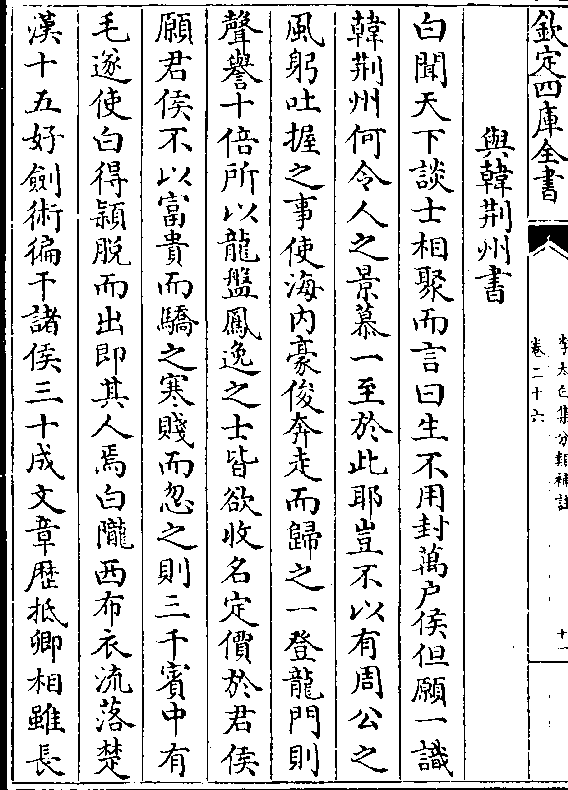 欽定四庫全書
李太白集分類補註
卷二十六
十一
與韓荆州書
白聞天下談士相聚而言曰生不用封萬户侯但願一識
韓荆州何令人之景慕一至於此耶豈不以有周公之
風躬吐握之事使海内豪俊奔走而歸之一登龍門則
聲譽十倍所以龍盤鳳逸之士皆欲收名定價於君侯
願君侯不以富貴而驕之寒賤而忽之則三千賓中有
毛遂使白得穎脱而出即其人焉白隴西布衣流落楚
漢十五好劍術徧干諸侯三十成文章歴抵卿相雖長